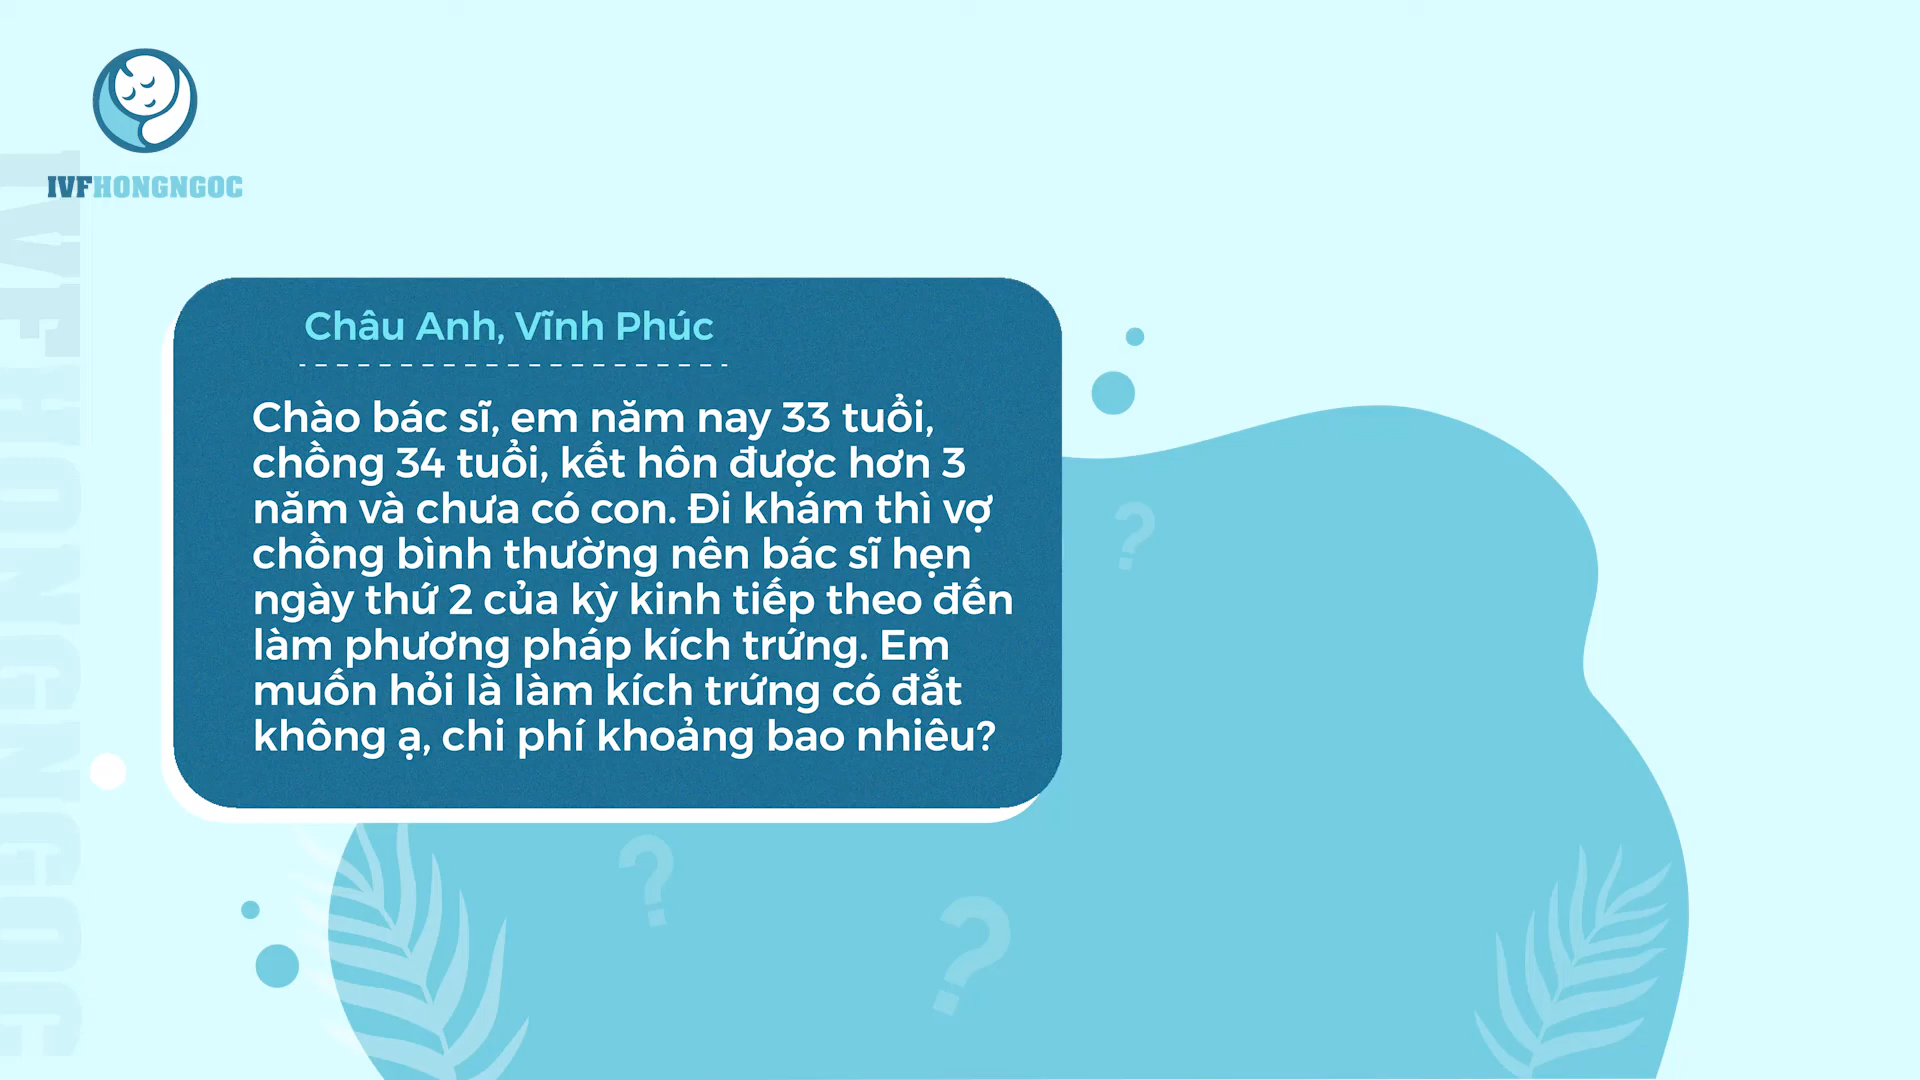 IVFHONGNGOC
IVFHONGNGOC
Châu Anh, Vĩnh Phúc
Chào bác sĩ, em năm nay 33 tuổi,
chồng 34 tuổi, kết hôn được hơn 3
năm và chưa có con. Đi khám thì vợ
chồng bình thường nên bác sĩ hẹn
ngày thứ 2 của kỳ kinh tiếp theo đến
làm phương pháp kích trứng. Em
muốn hỏi là làm kích trứng có đắt
không ạ, chi phí khoảng bao nhiêu?
?
?
?